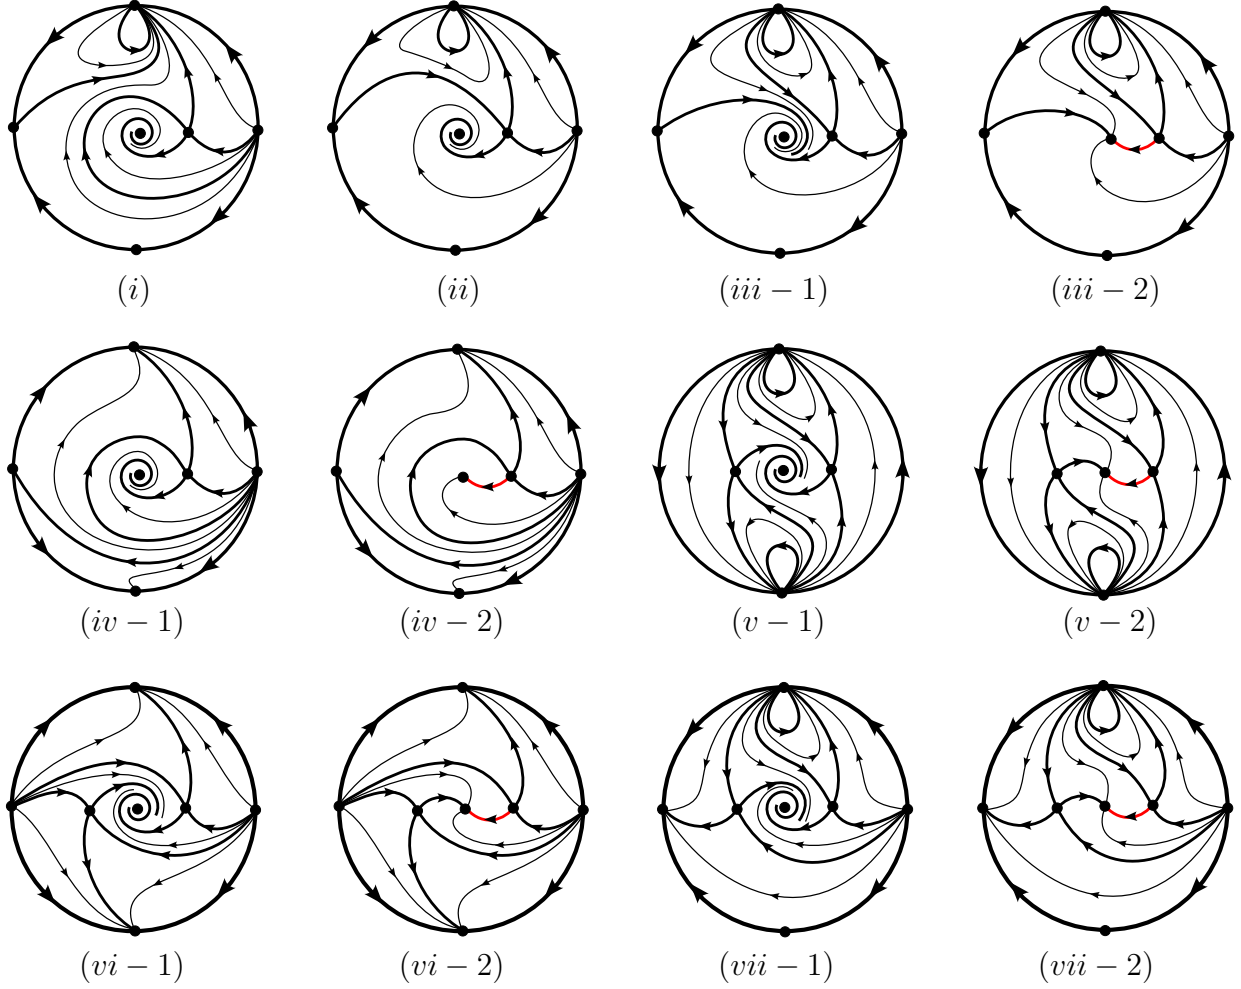 (i) (ii) (iii − 1) (iii − 2)
(iv − 1) (iv − 2) (v − 1) (v − 2)
(vi − 1) (vi − 2) (vii − 1) (vii − 2)